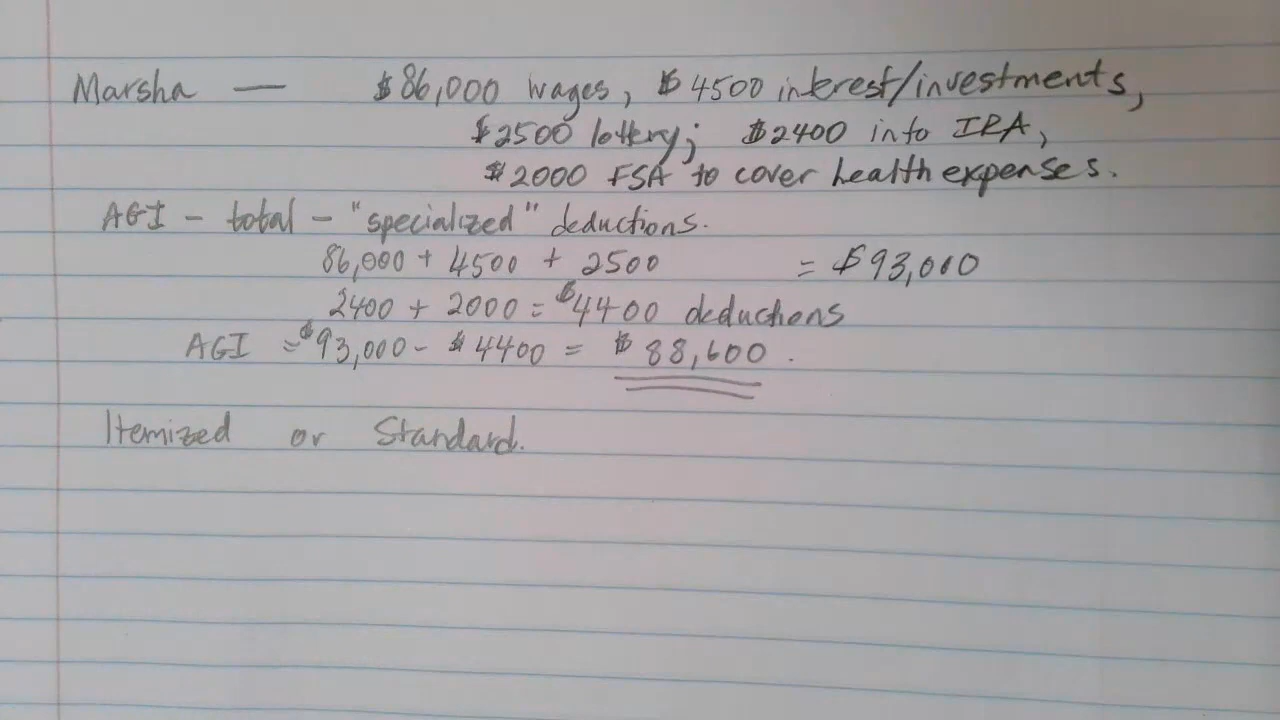 Marsha — $86,000 wages, $4500 interest/investments,
$2500 lottery; $2400 into IRA,
$2000 FSA to cover health expenses.
AGI - total - "specialized" deductions.
86,000 + 4500 + 2500 = $93,000
2400 + 2000 = $4400 deductions
AGI = $93,000 - $4400 = $88,600.
Itemized or Standard.